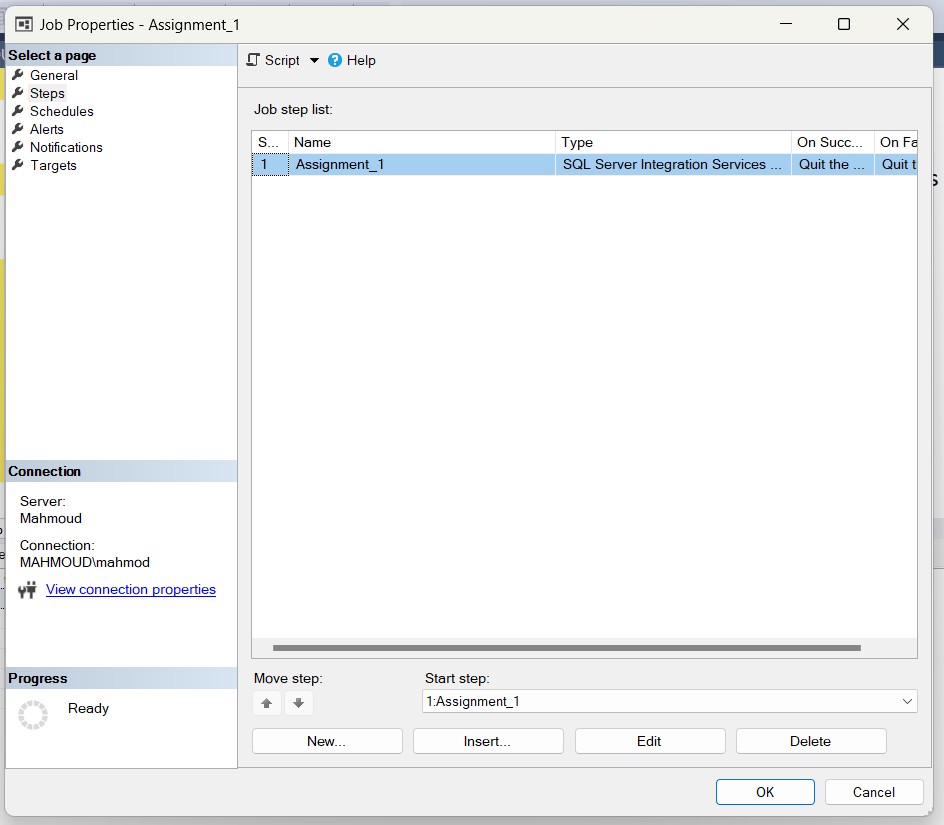 Job Properties - Assignment_1
Select a page
General
Steps
Schedules
Alerts
Notifications
Targets
Script
Help
Job step list:
S... Name Type On Succ... On Fa
1 Assignment_1 SQL Server Integration Services ... Quit the ... Quit t
Connection
Server:
Mahmoud
Connection:
MAHMOUD\mahmod
View connection properties
Progress
Ready
Move step:
Start step:
1:Assignment_1
New...
Insert...
Edit
Delete
OK
Cancel